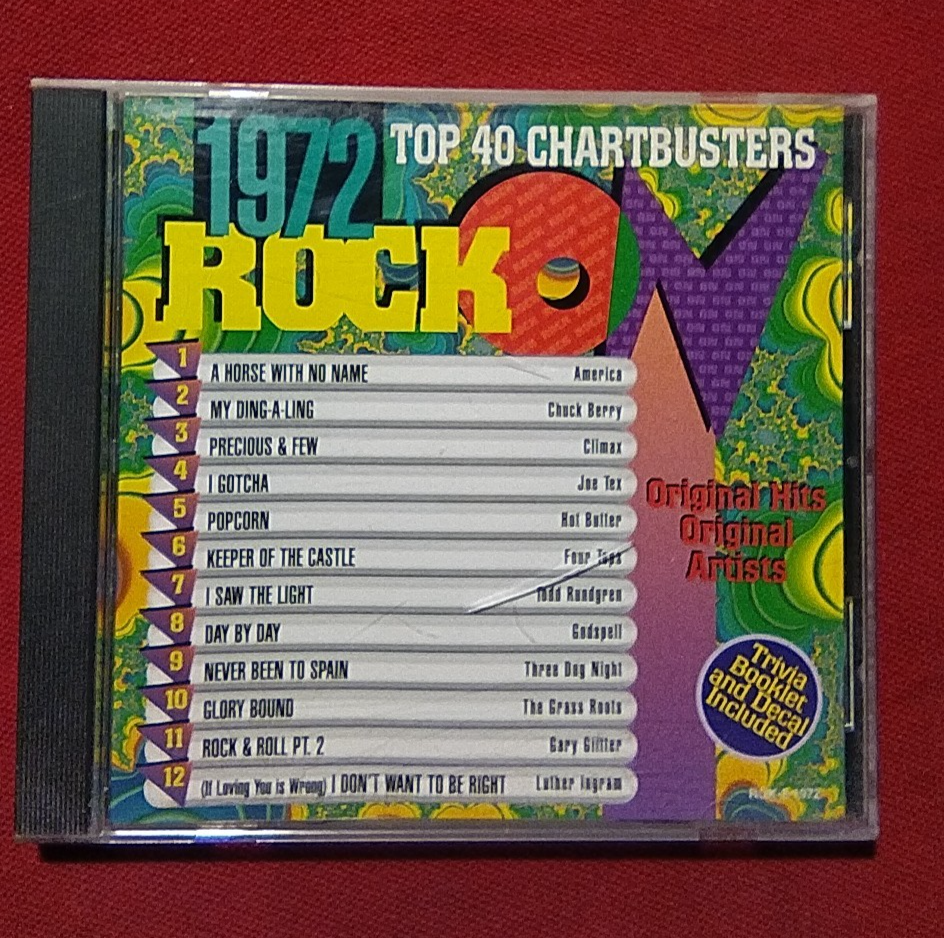 1972
TOP 40 CHARTBUSTERS
ROCK ON
1 A HORSE WITH NO NAME America
2 MY DING-A-LING Chuck Berry
3 PRECIOUS & FEW Climax
4 I GOTCHA Joe Tex
5 POPCORN Hot Butter
6 KEEPER OF THE CASTLE Four Tops
7 I SAW THE LIGHT Todd Rundgren
8 DAY BY DAY Godspell
9 NEVER BEEN TO SPAIN Three Dog Night
10 GLORY BOUND The Grass Roots
11 ROCK & ROLL PT. 2 Gary Glitter
12 (If Loving You is Wrong) I DON'T WANT TO BE RIGHT Luther Ingram
Original Hits
Original
Artists
Trivia
Booklet
and Decal
Included